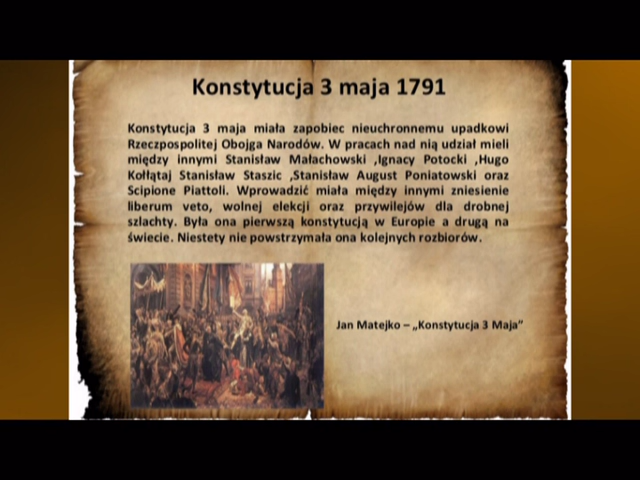 Konstytucja 3 maja 1791
Konstytucja 3 maja miała zapobiec nieuchronnemu upadkowi
Rzeczpospolitej Obojga Narodów. W pracach nad nią udział mieli
między innymi Stanisław Małachowski ,Ignacy Potocki ,Hugo
Kołłątaj Stanisław Staszic ,Stanisław August Poniatowski oraz
Scipione Piattoli. Wprowadzić miała między innymi zniesienie
liberum veto, wolnej elekcji oraz przywilejów dla drobnej
szlachty. Była ona pierwszą konstytucją w Europie a drugą na
świecie. Niestety nie powstrzymała ona kolejnych rozbiorów.
Jan Matejko – „Konstytucja 3 Maja”